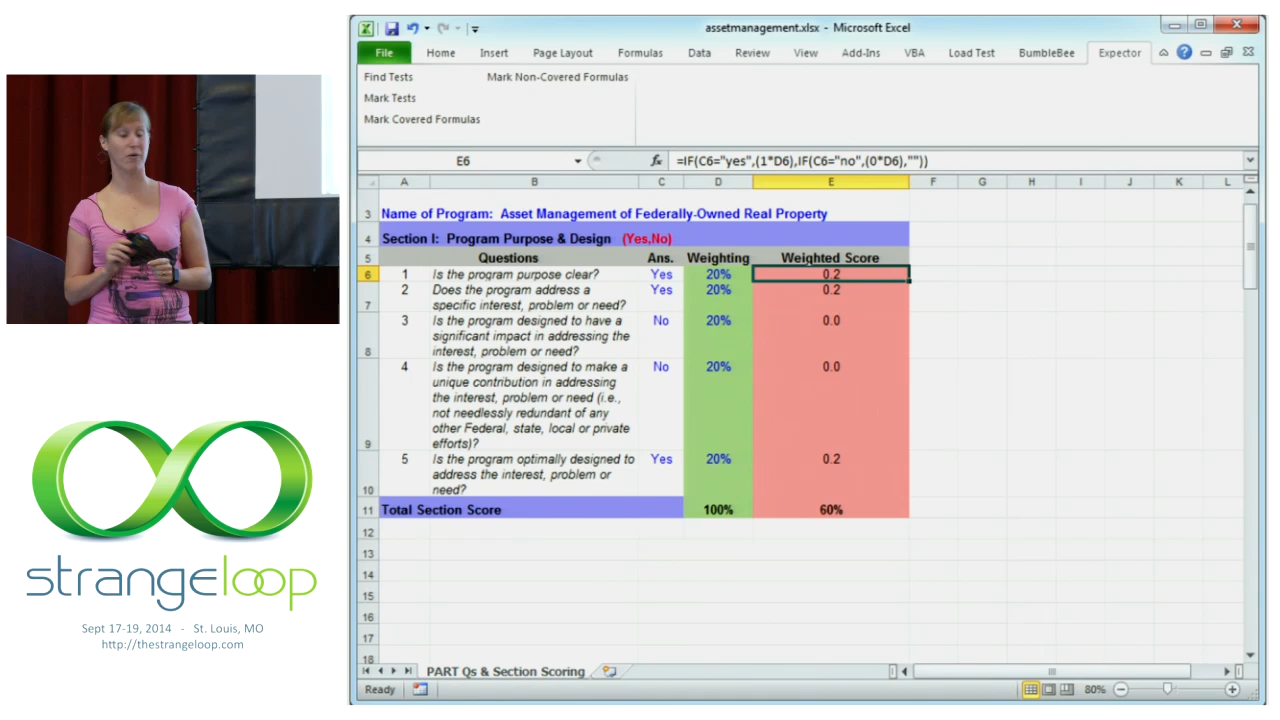 assetmanagement.xlsx - Microsoft Excel
File Home Insert Page Layout Formulas Data Review View Add-Ins VBA Load Test BumbleBee Expector
Find Tests Mark Non-Covered Formulas
Mark Tests
Mark Covered Formulas
E6 fx =IF(C6="yes",(1*D6),IF(C6="no",(0*D6),""))
A B C D E F G H I J K L
3 Name of Program: Asset Management of Federally-Owned Real Property
4 Section I: Program Purpose & Design (Yes,No)
5 Questions Ans. Weighting Weighted Score
6 1 Is the program purpose clear? Yes 20% 0.2
2 Does the program address a Yes 20% 0.2
7 specific interest, problem or need?
3 Is the program designed to have a No 20% 0.0
significant impact in addressing the
8 interest, problem or need?
4 Is the program designed to make a No 20% 0.0
unique contribution in addressing
the interest, problem or need (i.e.,
not needlessly redundant of any
other Federal, state, local or private
9 efforts)?
5 Is the program optimally designed to Yes 20% 0.2
address the interest, problem or
10 need?
11 Total Section Score 100% 60%
12
13
14
15
16
17
18
PART Qs & Section Scoring
Ready 80%
strangeloop
Sept 17-19, 2014 - St. Louis, MO
http://thestrangeloop.com